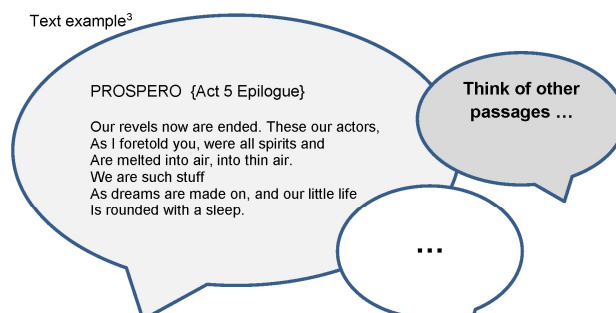 Text example³
PROSPERO {Act 5 Epilogue}
Our revels now are ended. These our actors,
As I foretold you, were all spirits and
Are melted into air, into thin air.
We are such stuff
As dreams are made on, and our little life
Is rounded with a sleep.
Think of other
passages …
…